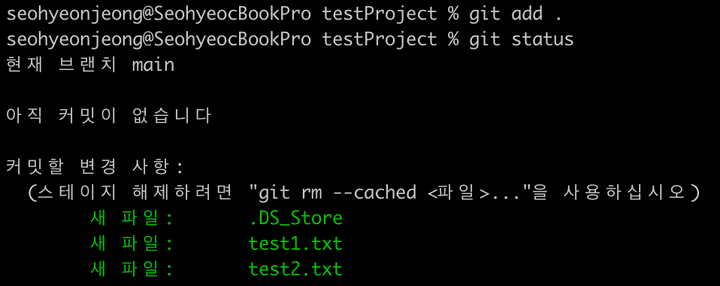 seohyeonjeong@SeohyeocBookPro testProject % git add .
seohyeonjeong@SeohyeocBookPro testProject % git status
현재 브랜치 main
아직 커밋이 없습니다
커밋할 변경 사항:
(스테이지 해제하려면 "git rm --cached <파일>..."을 사용하십시오)
새 파일: .DS_Store
새 파일: test1.txt
새 파일: test2.txt